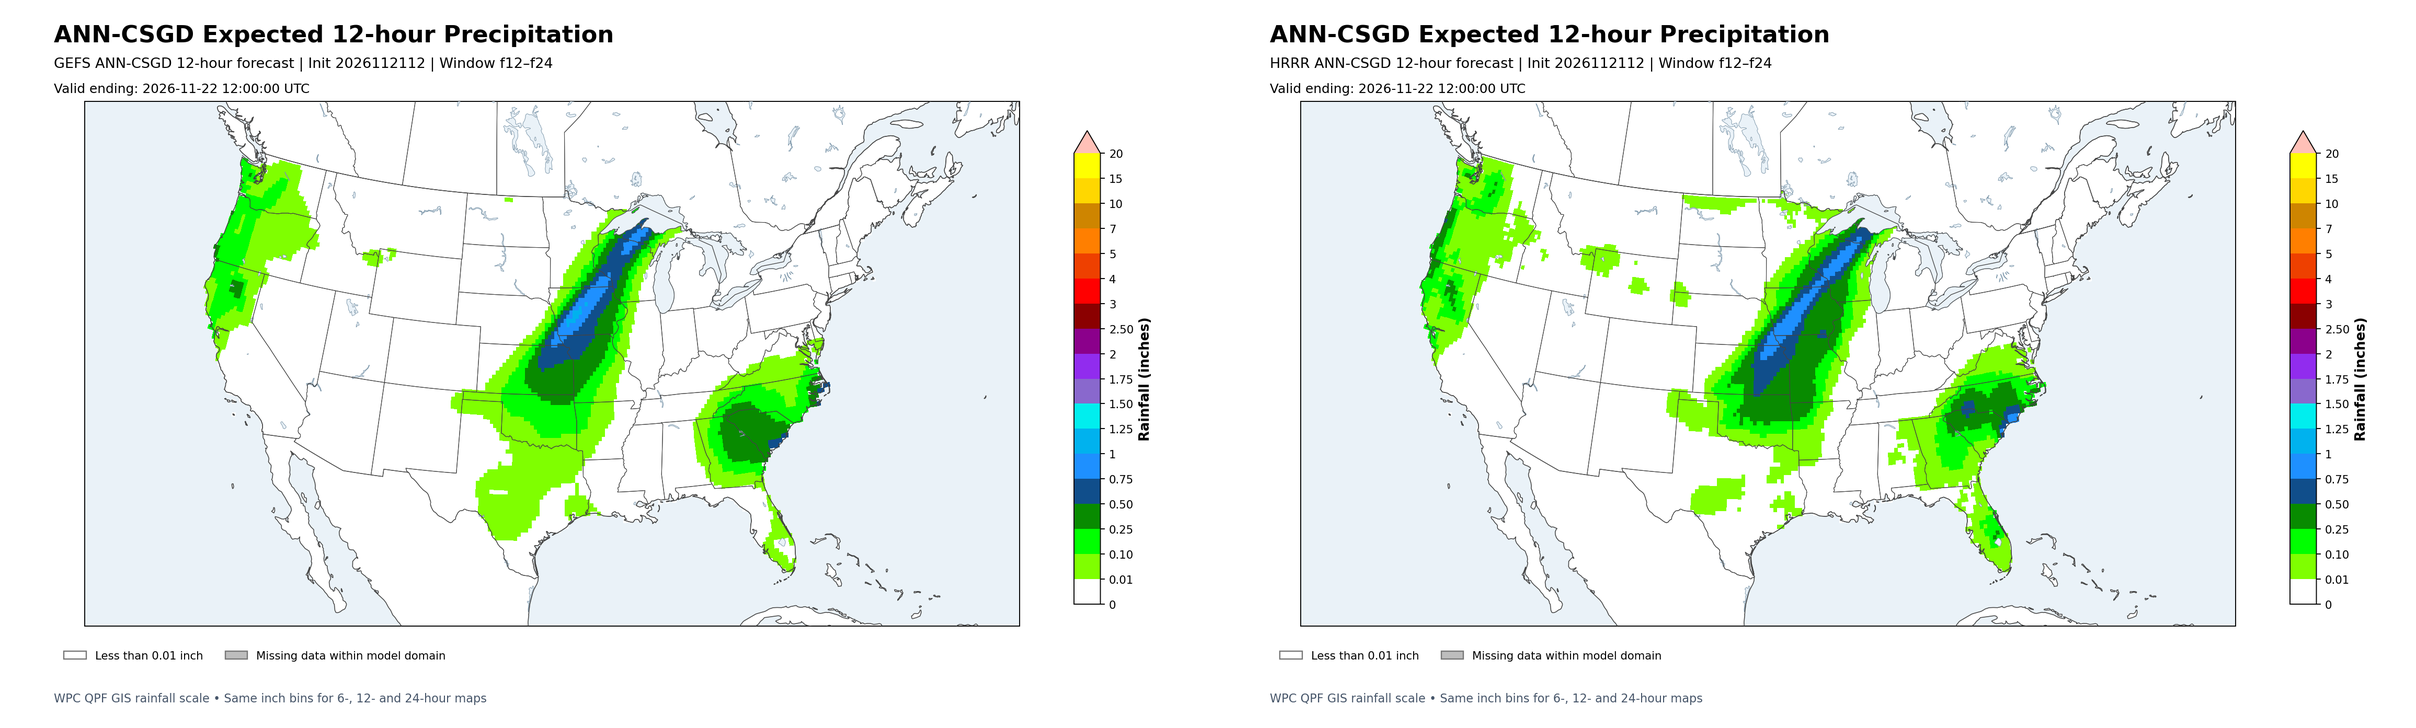 ANN-CSGD Expected 12-hour Precipitation
GEFS ANN-CSGD 12-hour forecast | Init 2026112112 | Window f12–f24
Valid ending: 2026-11-22 12:00:00 UTC
20
15
10
7
5
4
3
2.50
2
1.75
1.50
1.25
1
0.75
0.50
0.25
0.10
0.01
0
Rainfall (inches)
Less than 0.01 inch
Missing data within model domain
WPC QPF GIS rainfall scale • Same inch bins for 6-, 12- and 24-hour maps
ANN-CSGD Expected 12-hour Precipitation
HRRR ANN-CSGD 12-hour forecast | Init 2026112112 | Window f12–f24
Valid ending: 2026-11-22 12:00:00 UTC
20
15
10
7
5
4
3
2.50
2
1.75
1.50
1.25
1
0.75
0.50
0.25
0.10
0.01
0
Rainfall (inches)
Less than 0.01 inch
Missing data within model domain
WPC QPF GIS rainfall scale • Same inch bins for 6-, 12- and 24-hour maps